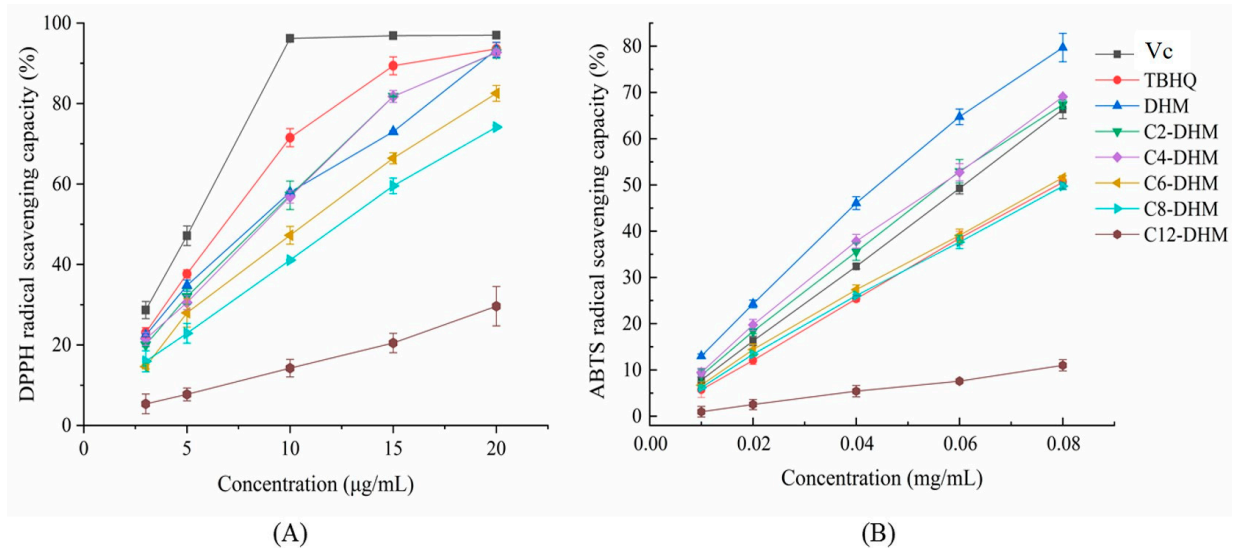 DPPH radical scavenging capacity (%)
100
80
60
40
20
0
0
5
10
15
20
Concentration (μg/mL)
(A)
ABTS radical scavenging capacity (%)
80
70
60
50
40
30
20
10
0
0.00
0.02
0.04
0.06
0.08
Concentration (mg/mL)
(B)
Vc
TBHQ
DHM
C2-DHM
C4-DHM
C6-DHM
C8-DHM
C12-DHM